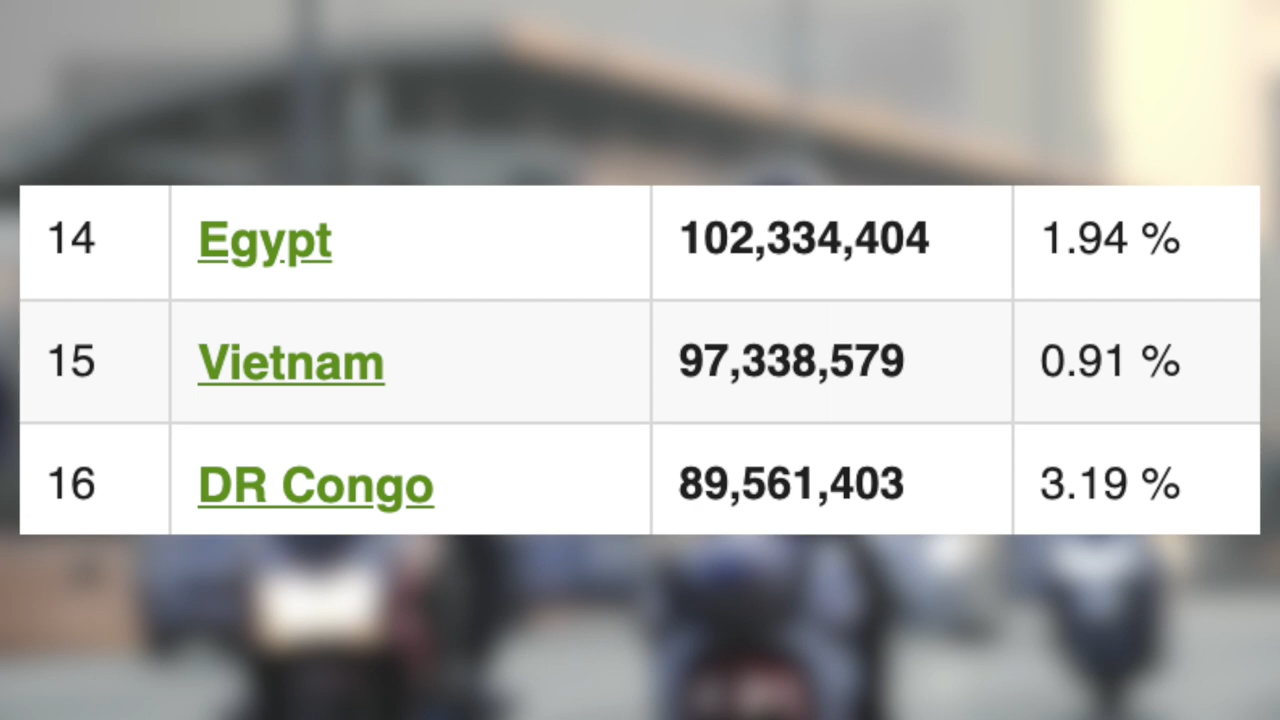 14 Egypt 102,334,404 1.94 %
15 Vietnam 97,338,579 0.91 %
16 DR Congo 89,561,403 3.19 %